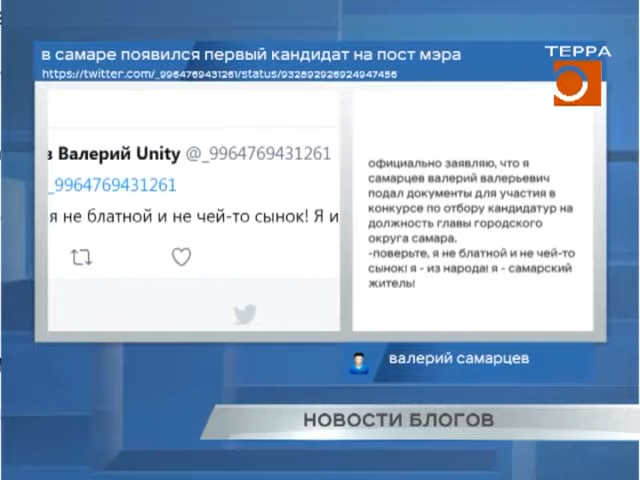 в самаре появился первый кандидат на пост мэра
https://twitter.com/_9964769431261/status/932892926924947456
ТЕРРА
в Валерий Unity @_9964769431261
_9964769431261
я не блатной и не чей-то сынок! Я и
официально заявляю, что я
самарцев валерий валерьевич
подал документы для участия в
конкурсе по отбору кандидатур на
должность главы городского
округа самара.
-поверьте, я не блатной и не чей-то
сынок! я - из народа! я - самарский
житель!
валерий самарцев
НОВОСТИ БЛОГОВ